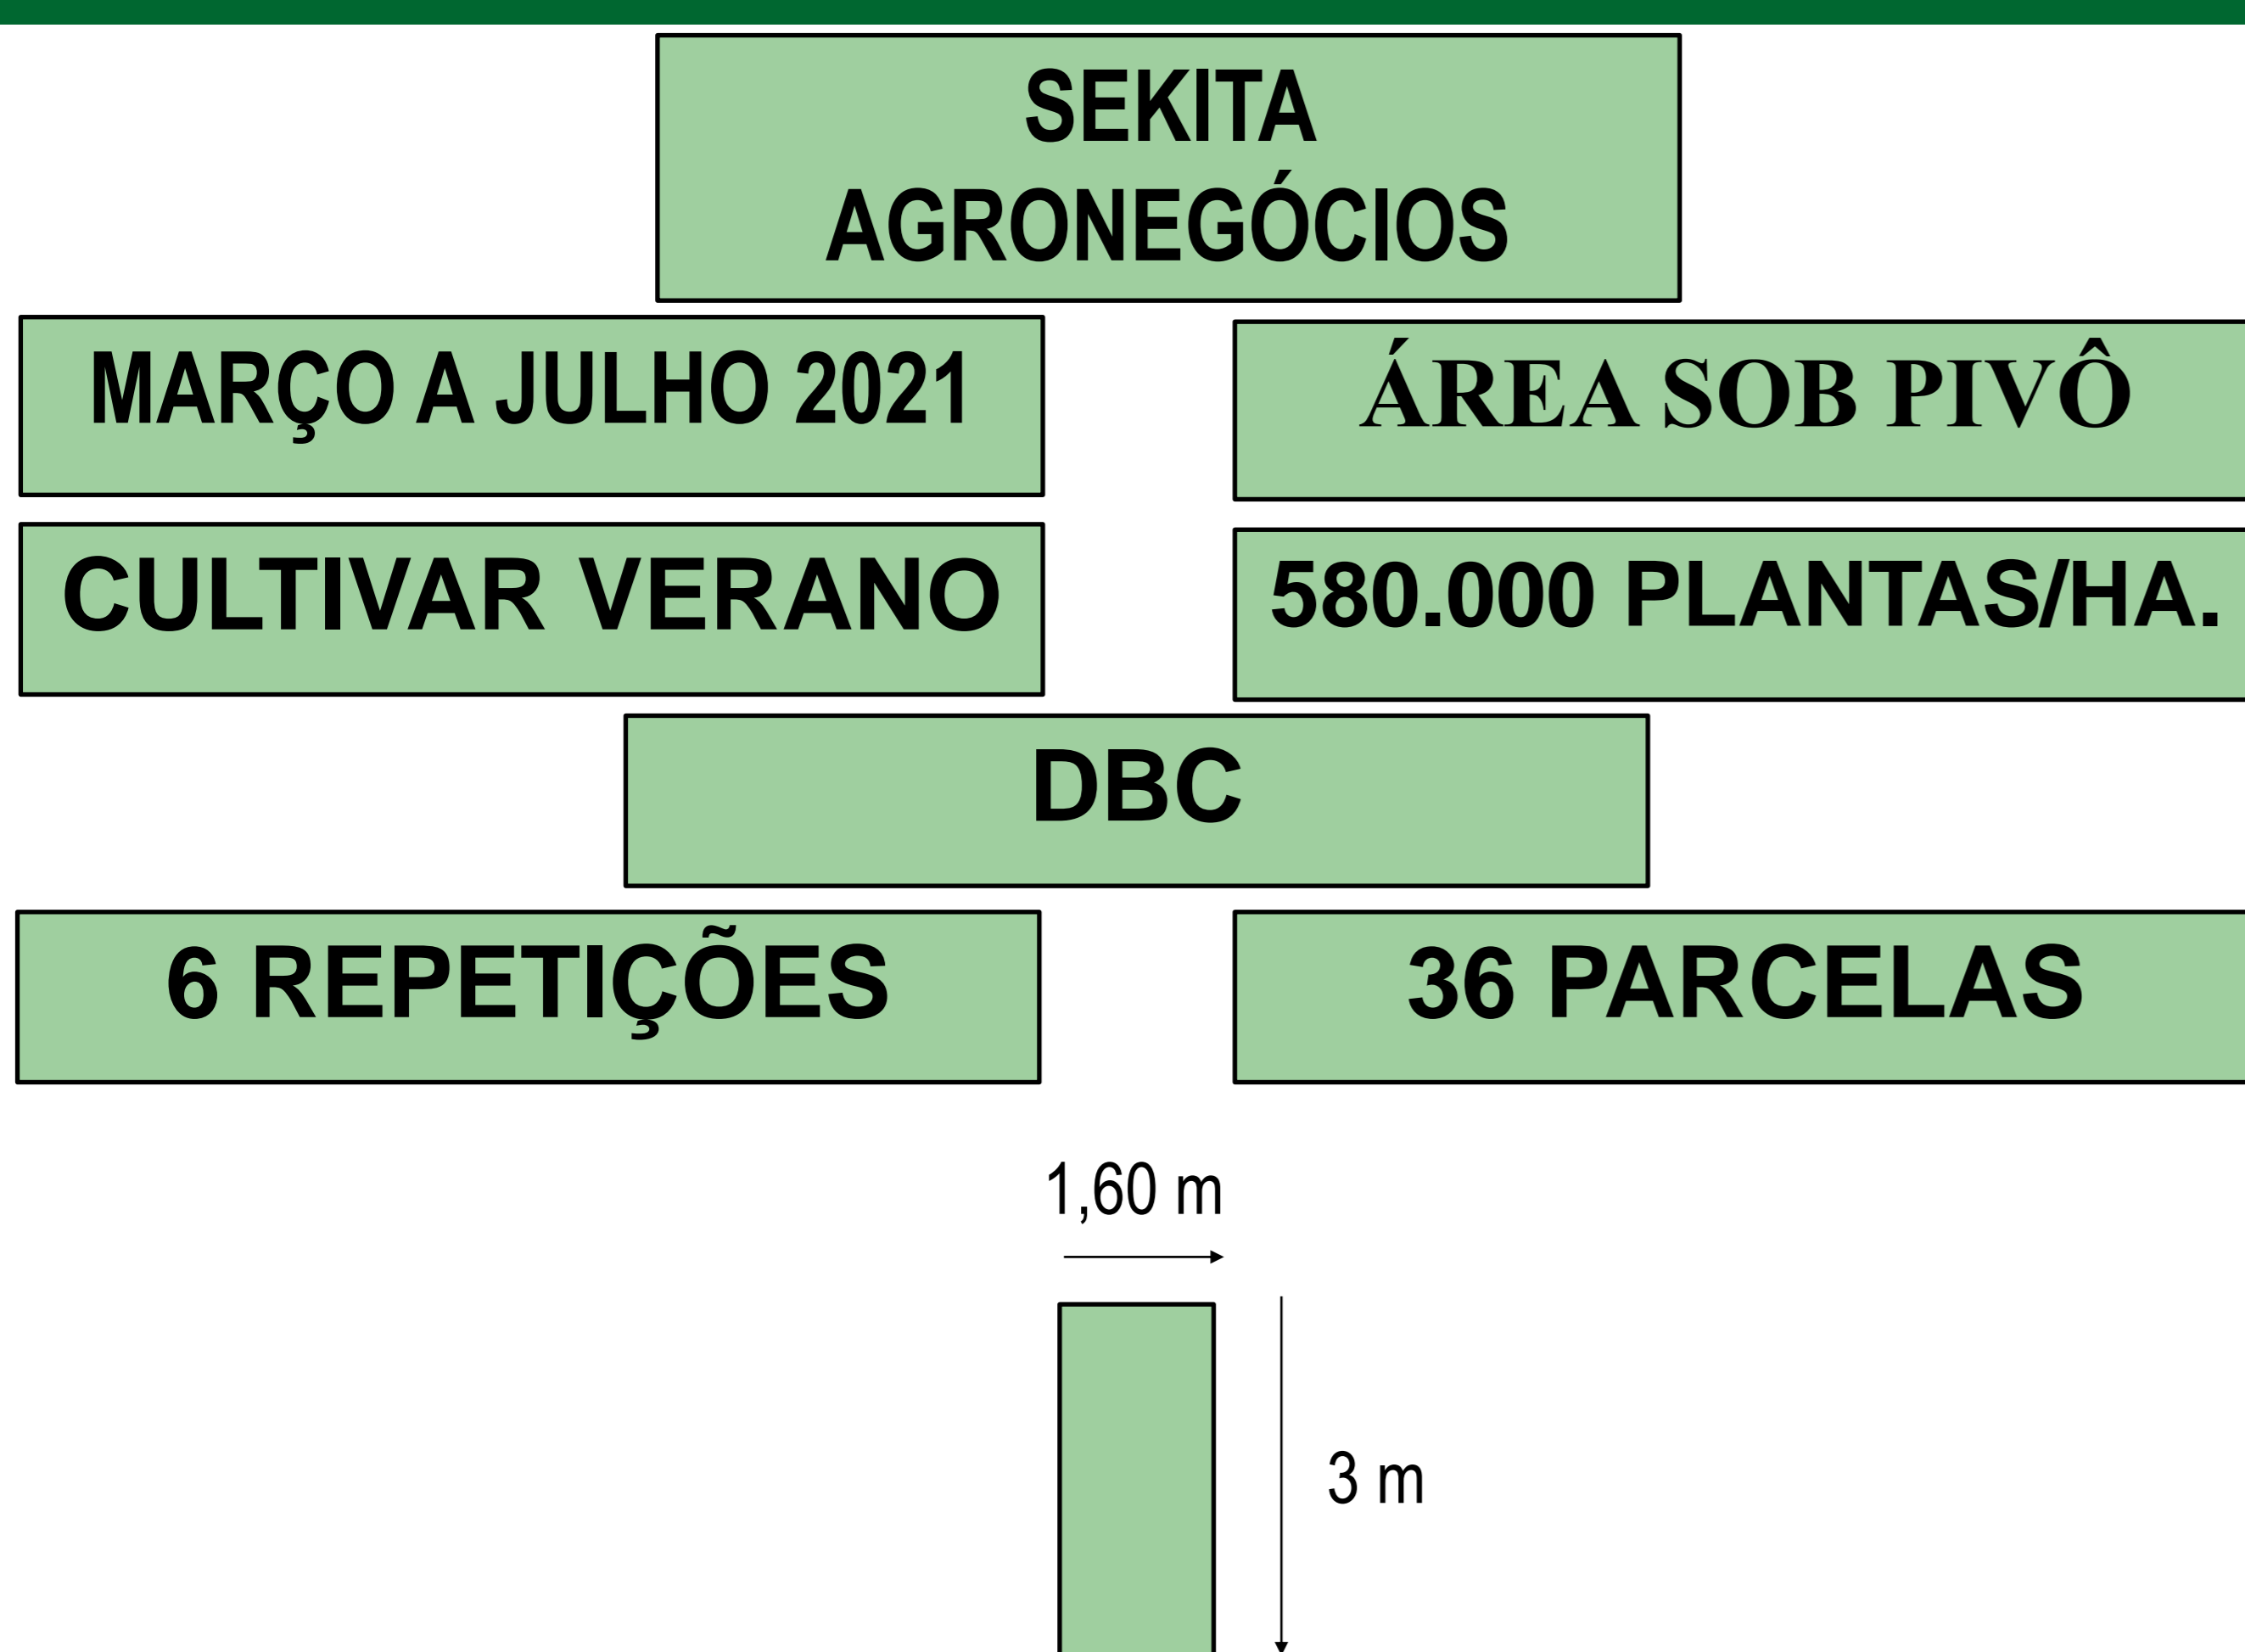 SEKITA
AGRONEGÓCIOS
MARÇO A JULHO 2021
ÁREA SOB PIVÔ
CULTIVAR VERANO
580.000 PLANTAS/HA.
DBC
6 REPETIÇÕES
36 PARCELAS
1,60 m
3 m